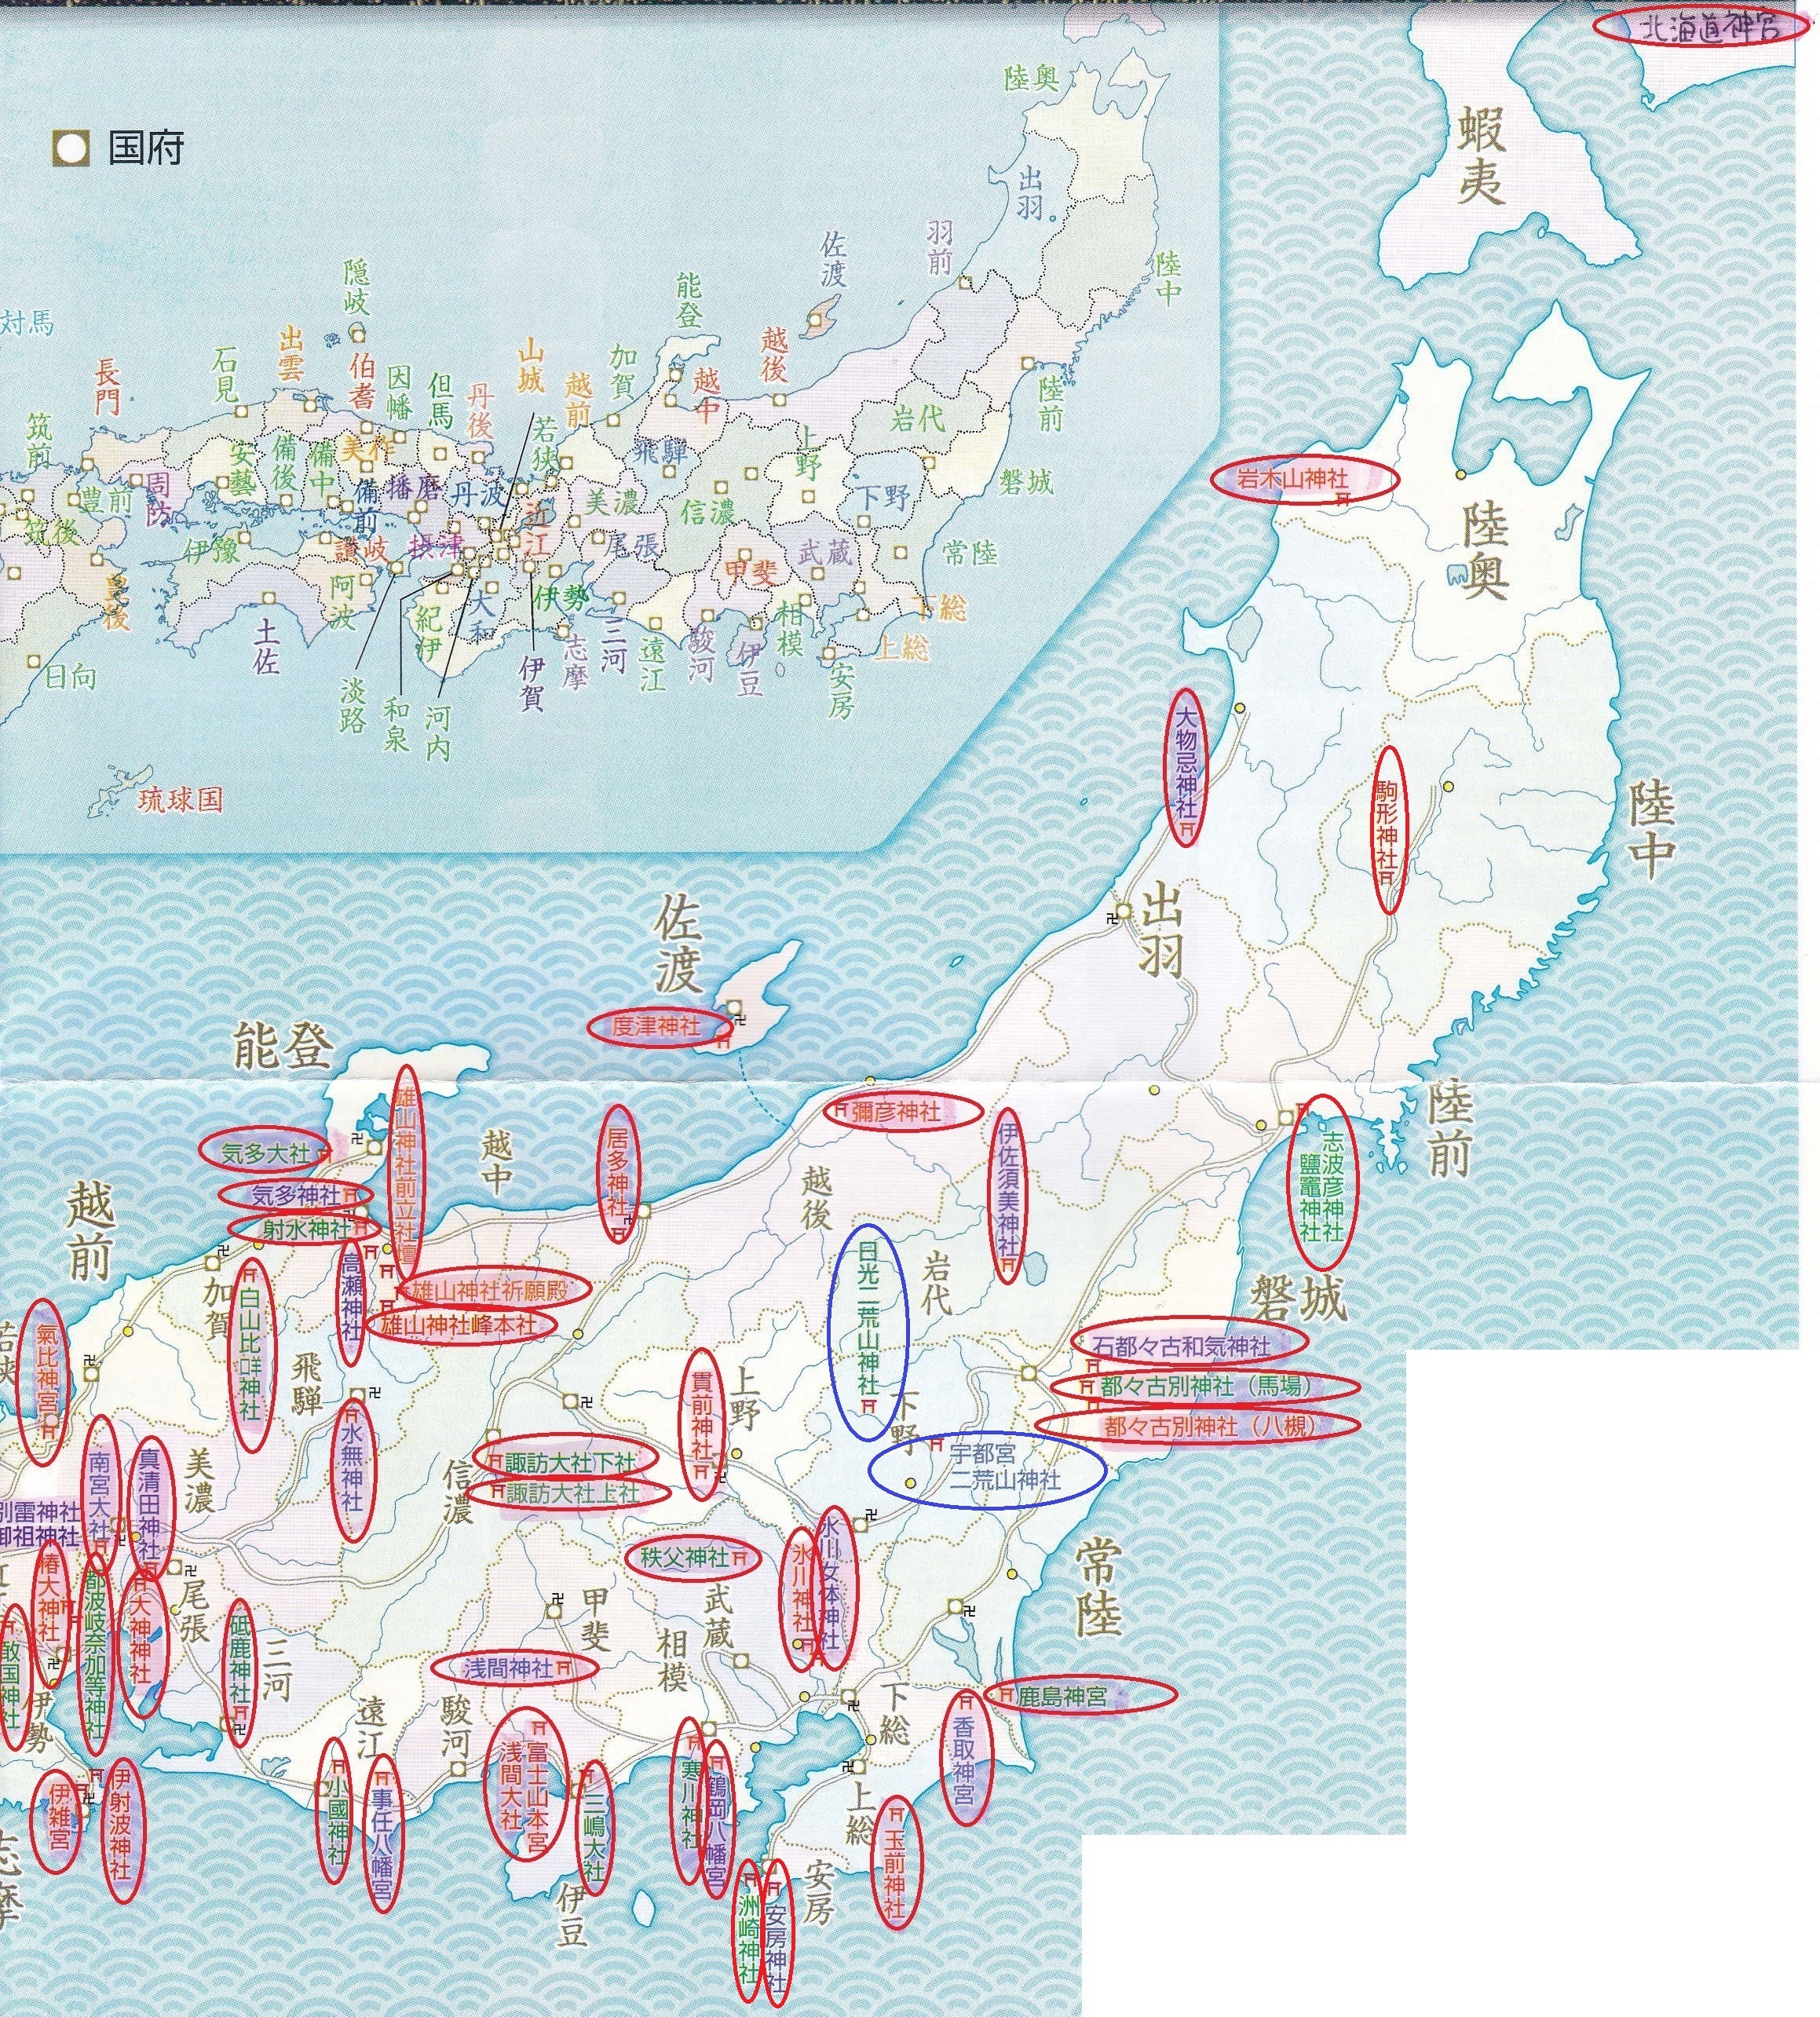 国府
陸奥
出羽
羽前
陸中
佐渡
能登
隠岐
対馬
出雲
石見
長門
伯耆
因幡
但馬
丹後
山城
越前
加賀
越中
越後
陸前
岩代
若狭
筑前
安藝
備後
備中
美作
飛騨
上野
磐城
豊前
周防
備前
播磨
丹波
近江
美濃
信濃
下野
筑後
伊豫
讃岐
摂津
尾張
武蔵
常陸
甲斐
豊後
阿波
紀伊
大和
伊勢
下総
土佐
志摩
三河
遠江
駿河
伊豆
相模
上総
安房
日向
淡路
和泉
河内
伊賀
琉球国
北海道神宮
蝦夷
岩木山神社
陸奥
大物忌神社
駒形神社
陸中
出羽
佐渡
度津神社
能登
彌彦神社
陸前
気多大社
雄山神社前立社壇
越中
居多神社
伊佐須美神社
志波彦神社
鹽竈神社
気多神社
射水神社
越前
越後
日光二荒山神社
岩代
磐城
加賀
白山比咩神社
高瀬神社
雄山神社祈願殿
雄山神社峰本社
石都々古和気神社
都々古別神社（馬場）
都々古別神社（八槻）
若狭
氣比神宮
飛騨
水無神社
貫前神社
上野
下野
宇都宮
二荒山神社
南宮大社
真清田神社
美濃
信濃
諏訪大社下社
諏訪大社上社
別雷神社
御祖神社
秩父神社
氷川神社
氷川女体神社
常陸
椿大神社
都波岐奈加等神社
大神神社
尾張
砥鹿神社
三河
甲斐
武蔵
相模
敢国神社
伊勢
浅間神社
鹿島神宮
下総
香取神宮
遠江
駿河
富士山本宮
浅間大社
伊雑宮
伊射波神社
小國神社
事任八幡宮
三嶋大社
寒川神社
鶴岡八幡宮
上総
玉前神社
志摩
伊豆
安房
洲崎神社
安房神社